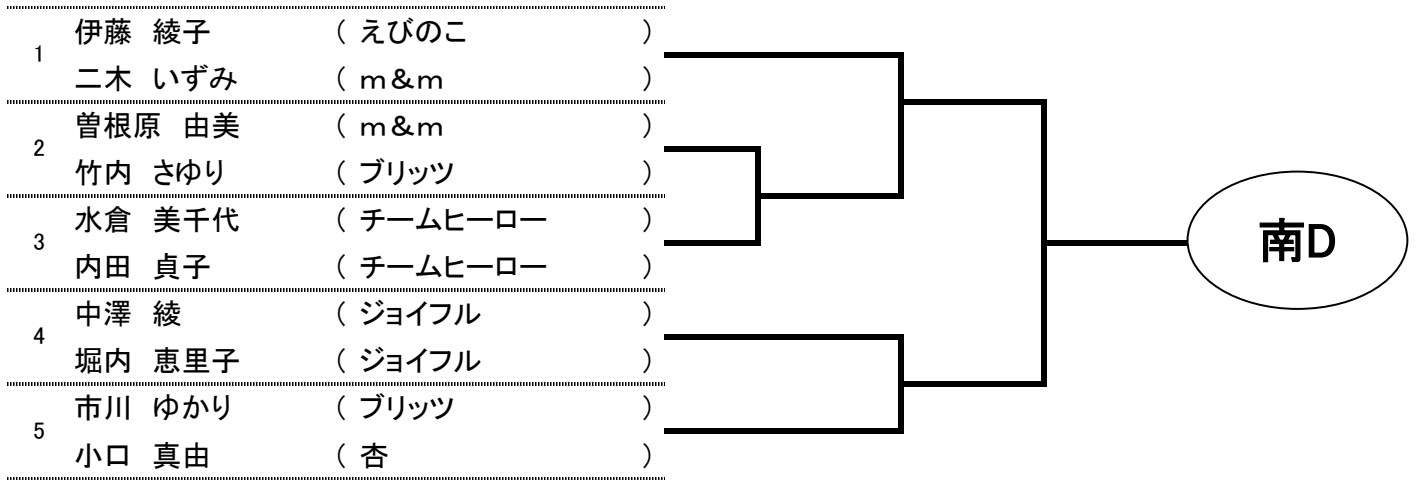 1 伊藤 綾子 ( えびのこ )
二木 いずみ ( m&m )
2 曽根原 由美 ( m&m )
竹内 さゆり ( ブリッツ )
3 水倉 美千代 ( チームヒーロー )
内田 貞子 ( チームヒーロー )
4 中澤 綾 ( ジョイフル )
堀内 恵里子 ( ジョイフル )
5 市川 ゆかり ( ブリッツ )
小口 真由 ( 杏 )
南D